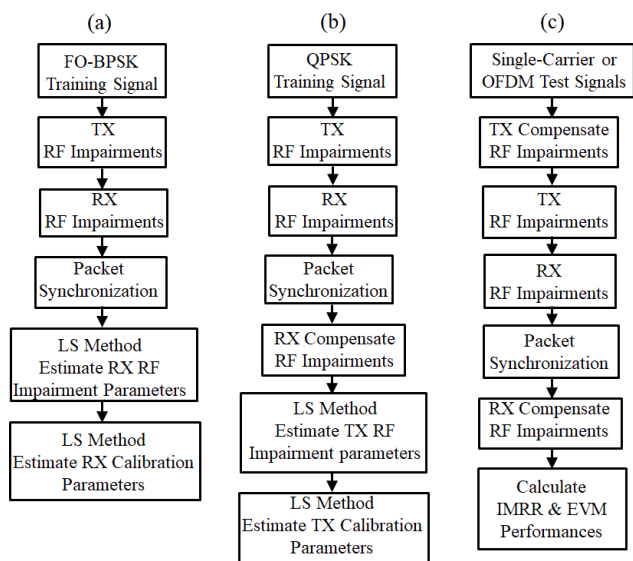 (a)
FO-BPSK
Training Signal
TX
RF Impairments
RX
RF Impairments
Packet
Synchronization
LS Method
Estimate RX RF
Impairment Parameters
LS Method
Estimate RX Calibration
Parameters
(b)
QPSK
Training Signal
TX
RF Impairments
RX
RF Impairments
Packet
Synchronization
RX Compensate
RF Impairments
LS Method
Estimate TX RF
Impairment parameters
LS Method
Estimate TX Calibration
Parameters
(c)
Single-Carrier or
OFDM Test Signals
TX Compensate
RF Impairments
TX
RF Impairments
RX
RF Impairments
Packet
Synchronization
RX Compensate
RF Impairments
Calculate
IMRR & EVM
Performances